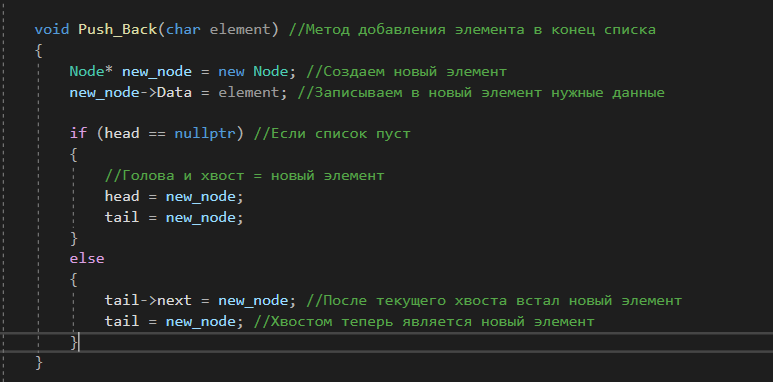 void Push_Back(char element) //Метод добавления элемента в конец списка
{
Node* new_node = new Node; //Создаем новый элемент
new_node->Data = element; //Записываем в новый элемент нужные данные
if (head == nullptr) //Если список пуст
{
//Голова и хвост = новый элемент
head = new_node;
tail = new_node;
}
else
{
tail->next = new_node; //После текущего хвоста встал новый элемент
tail = new_node; //Хвостом теперь является новый элемент
}
}